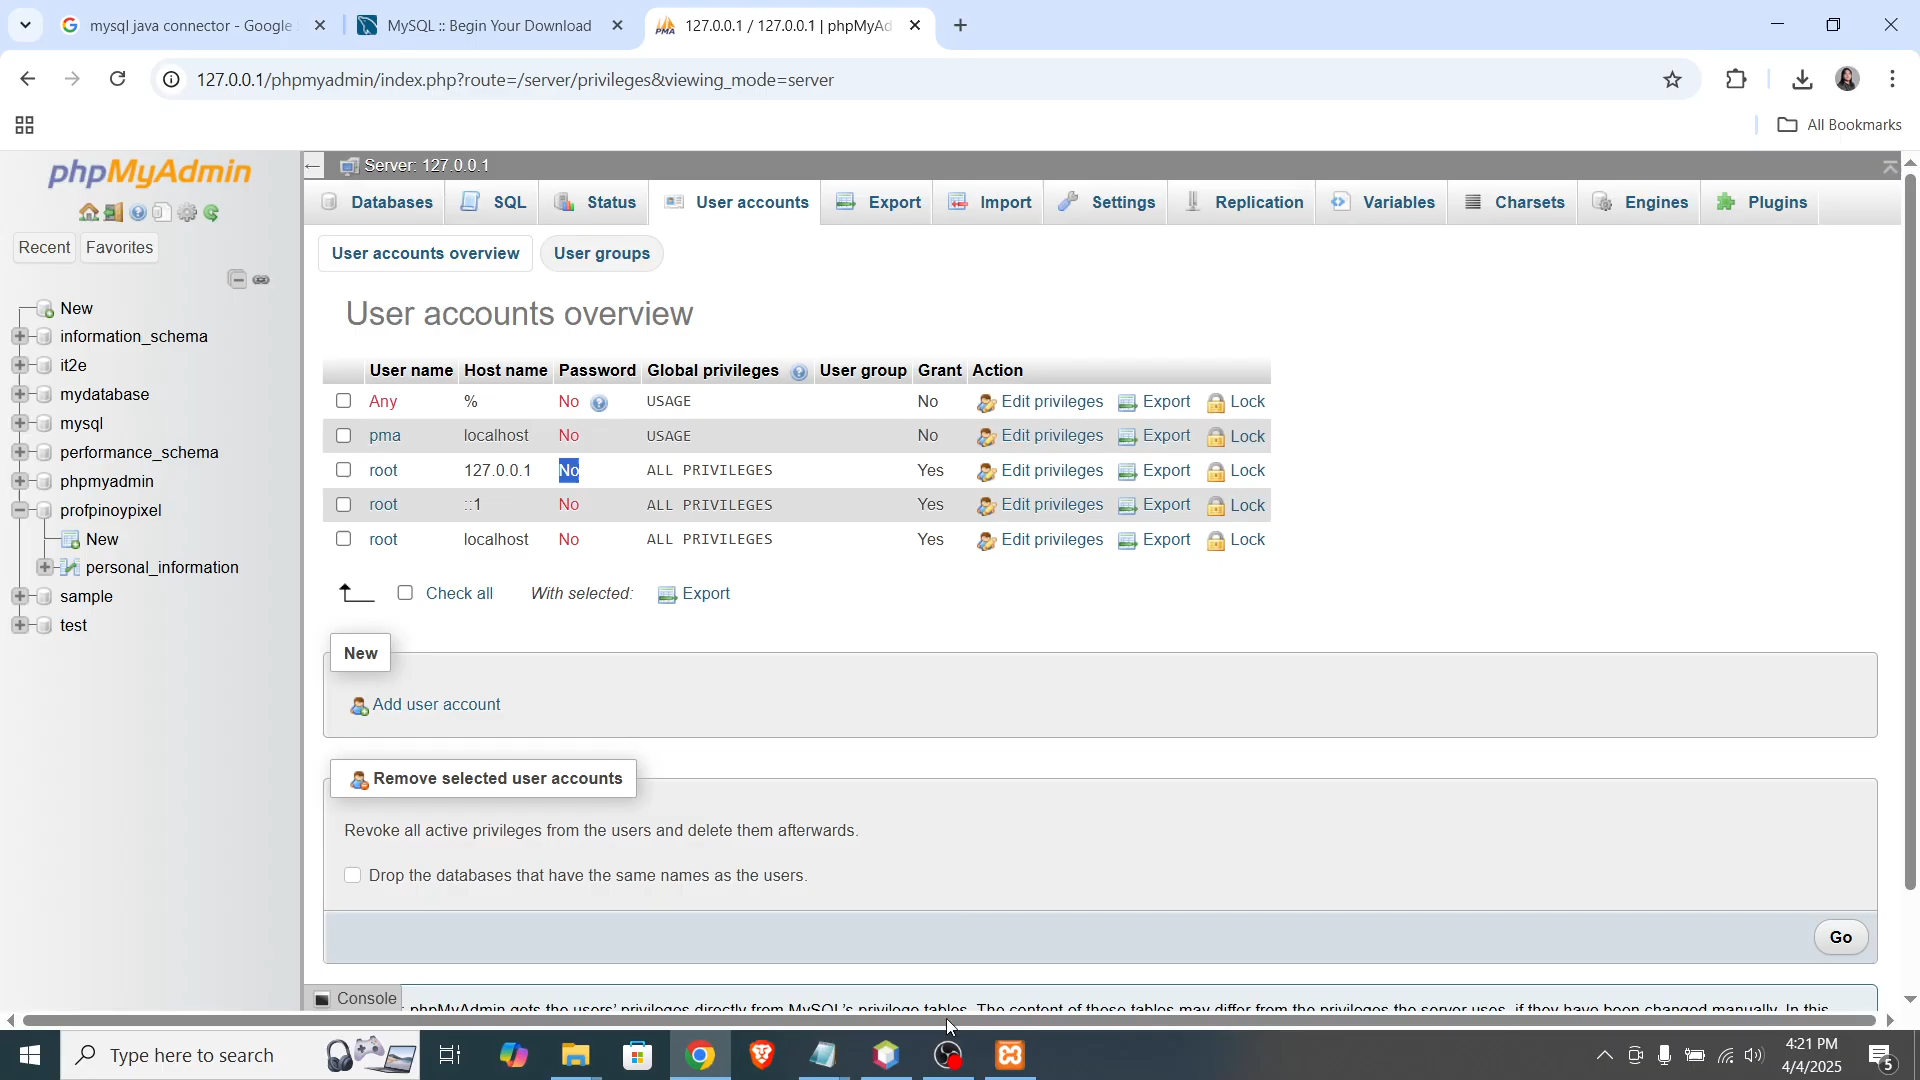 mysql java connector - Google
MySQL :: Begin Your Download
127.0.0.1 / 127.0.0.1 | phpMyAd
127.0.0.1/phpmyadmin/index.php?route=/server/privileges&viewing_mode=server
All Bookmarks
phpMyAdmin
Recent
Favorites
New
information_schema
it2e
mydatabase
mysql
performance_schema
phpmyadmin
profpinoypixel
New
personal_information
sample
test
Server: 127.0.0.1
Databases
SQL
Status
User accounts
Export
Import
Settings
Replication
Variables
Charsets
Engines
Plugins
User accounts overview
User groups
User accounts overview
User name Host name Password Global privileges User group Grant Action
Any % No USAGE No Edit privileges Export Lock
pma localhost No USAGE No Edit privileges Export Lock
root 127.0.0.1 No ALL PRIVILEGES Yes Edit privileges Export Lock
root ::1 No ALL PRIVILEGES Yes Edit privileges Export Lock
root localhost No ALL PRIVILEGES Yes Edit privileges Export Lock
Check all With selected: Export
New
Add user account
Remove selected user accounts
Revoke all active privileges from the users and delete them afterwards.
Drop the databases that have the same names as the users.
Go
Console
: phpMyAdmin gets the users' privileges directly from MySQL's privilege tables. The content of these tables may differ from the privileges the server uses, if they have been changed manually. In this
Type here to search
4:21 PM
4/4/2025
5